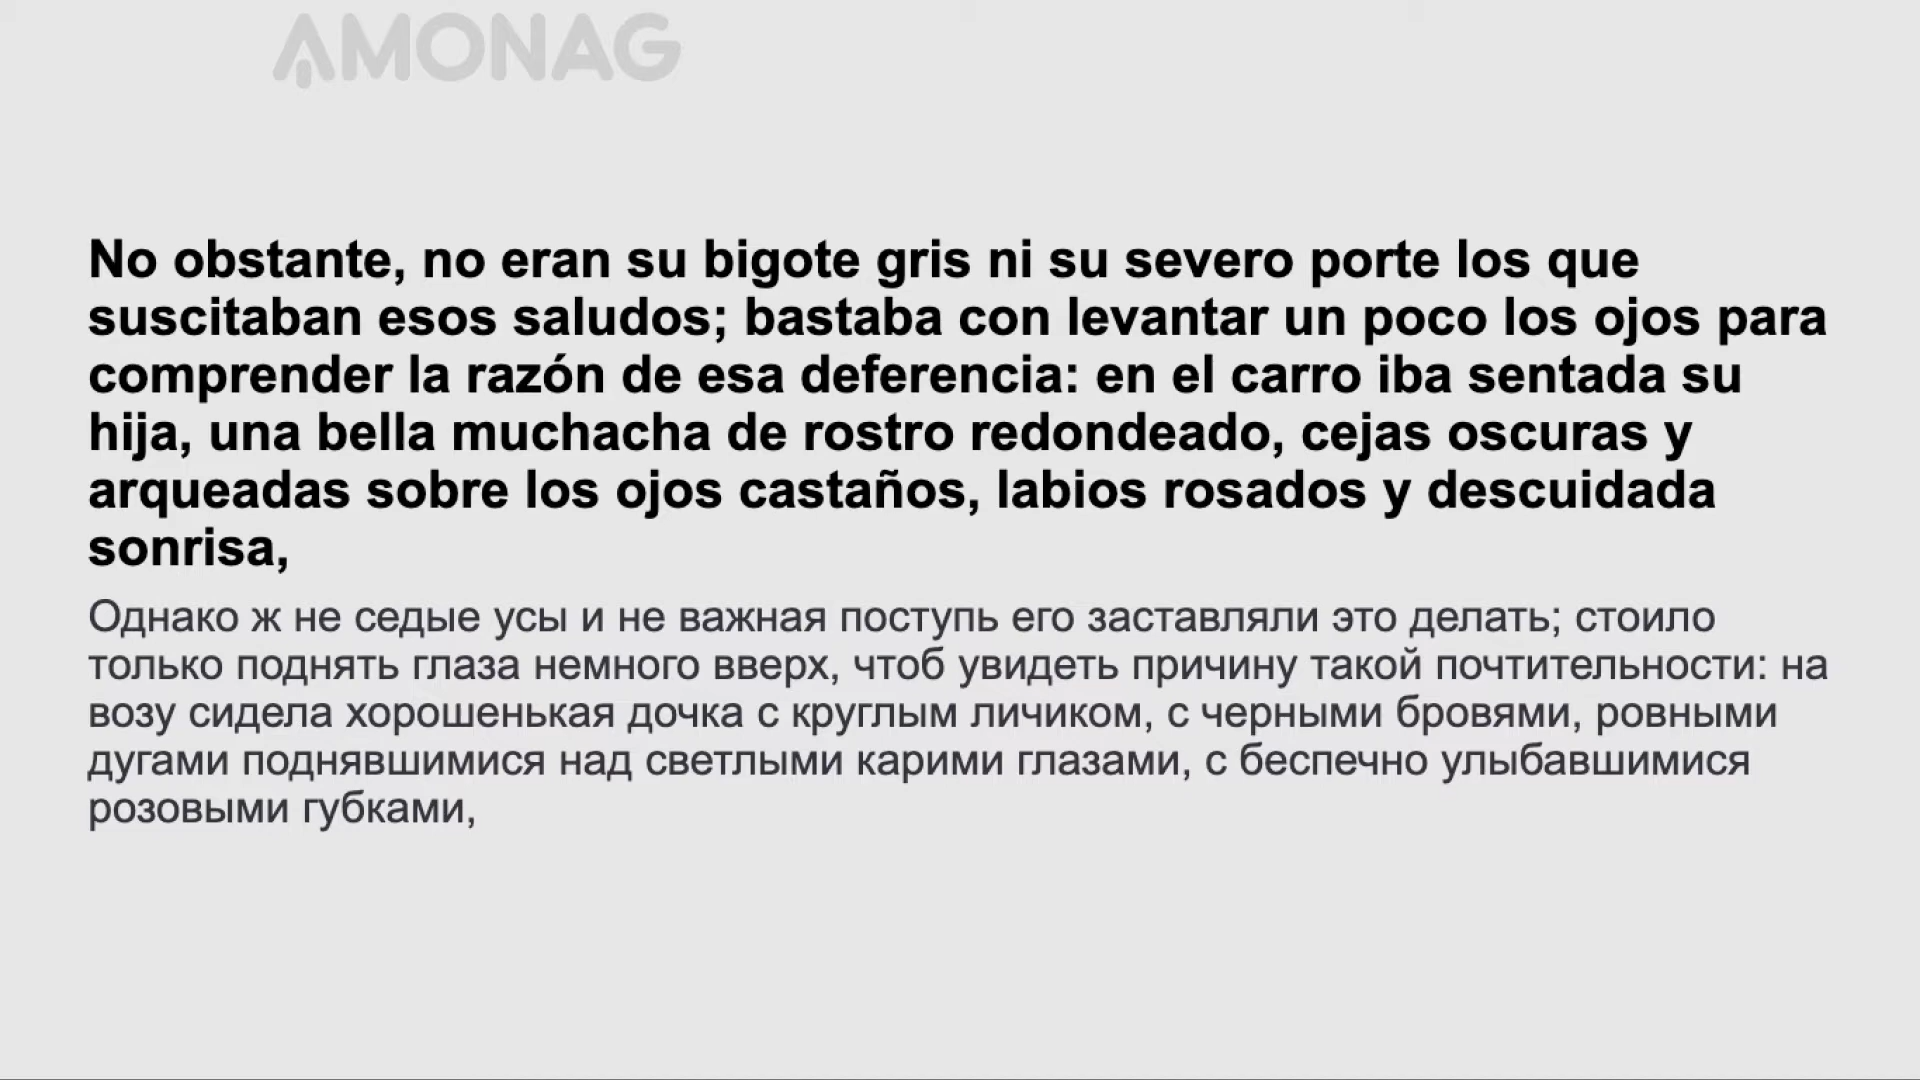 AMONAG
No obstante, no eran su bigote gris ni su severo porte los que
suscitaban esos saludos; bastaba con levantar un poco los ojos para
comprender la razón de esa deferencia: en el carro iba sentada su
hija, una bella muchacha de rostro redondeado, cejas oscuras y
arqueadas sobre los ojos castaños, labios rosados y descuidada
sonrisa,
Однако ж не седые усы и не важная поступь его заставляли это делать; стоило
только поднять глаза немного вверх, чтоб увидеть причину такой почтительности: на
возу сидела хорошенькая дочка с круглым личиком, с черными бровями, ровными
дугами поднявшимися над светлыми карими глазами, с беспечно улыбавшимися
розовыми губками,